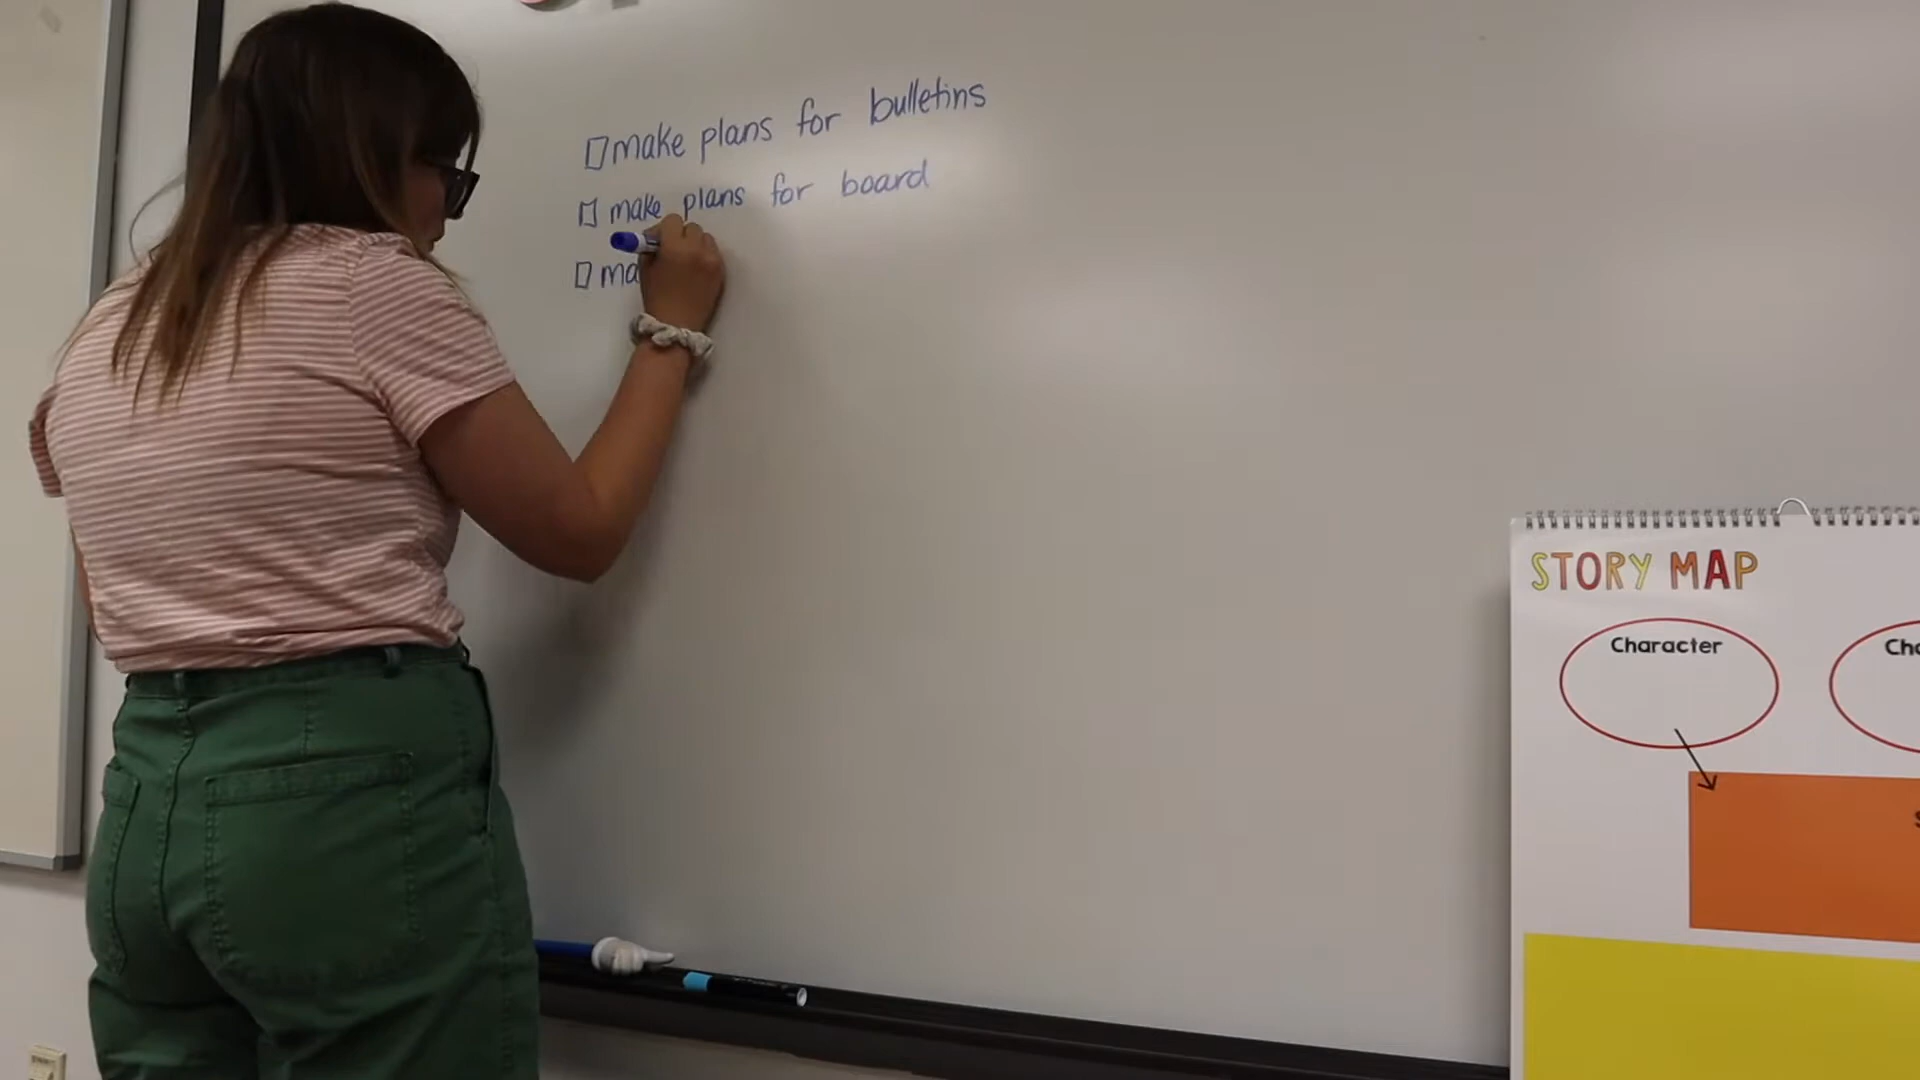 make plans for bulletins
make plans for board
ma
STORY MAP
Character
Cha
S